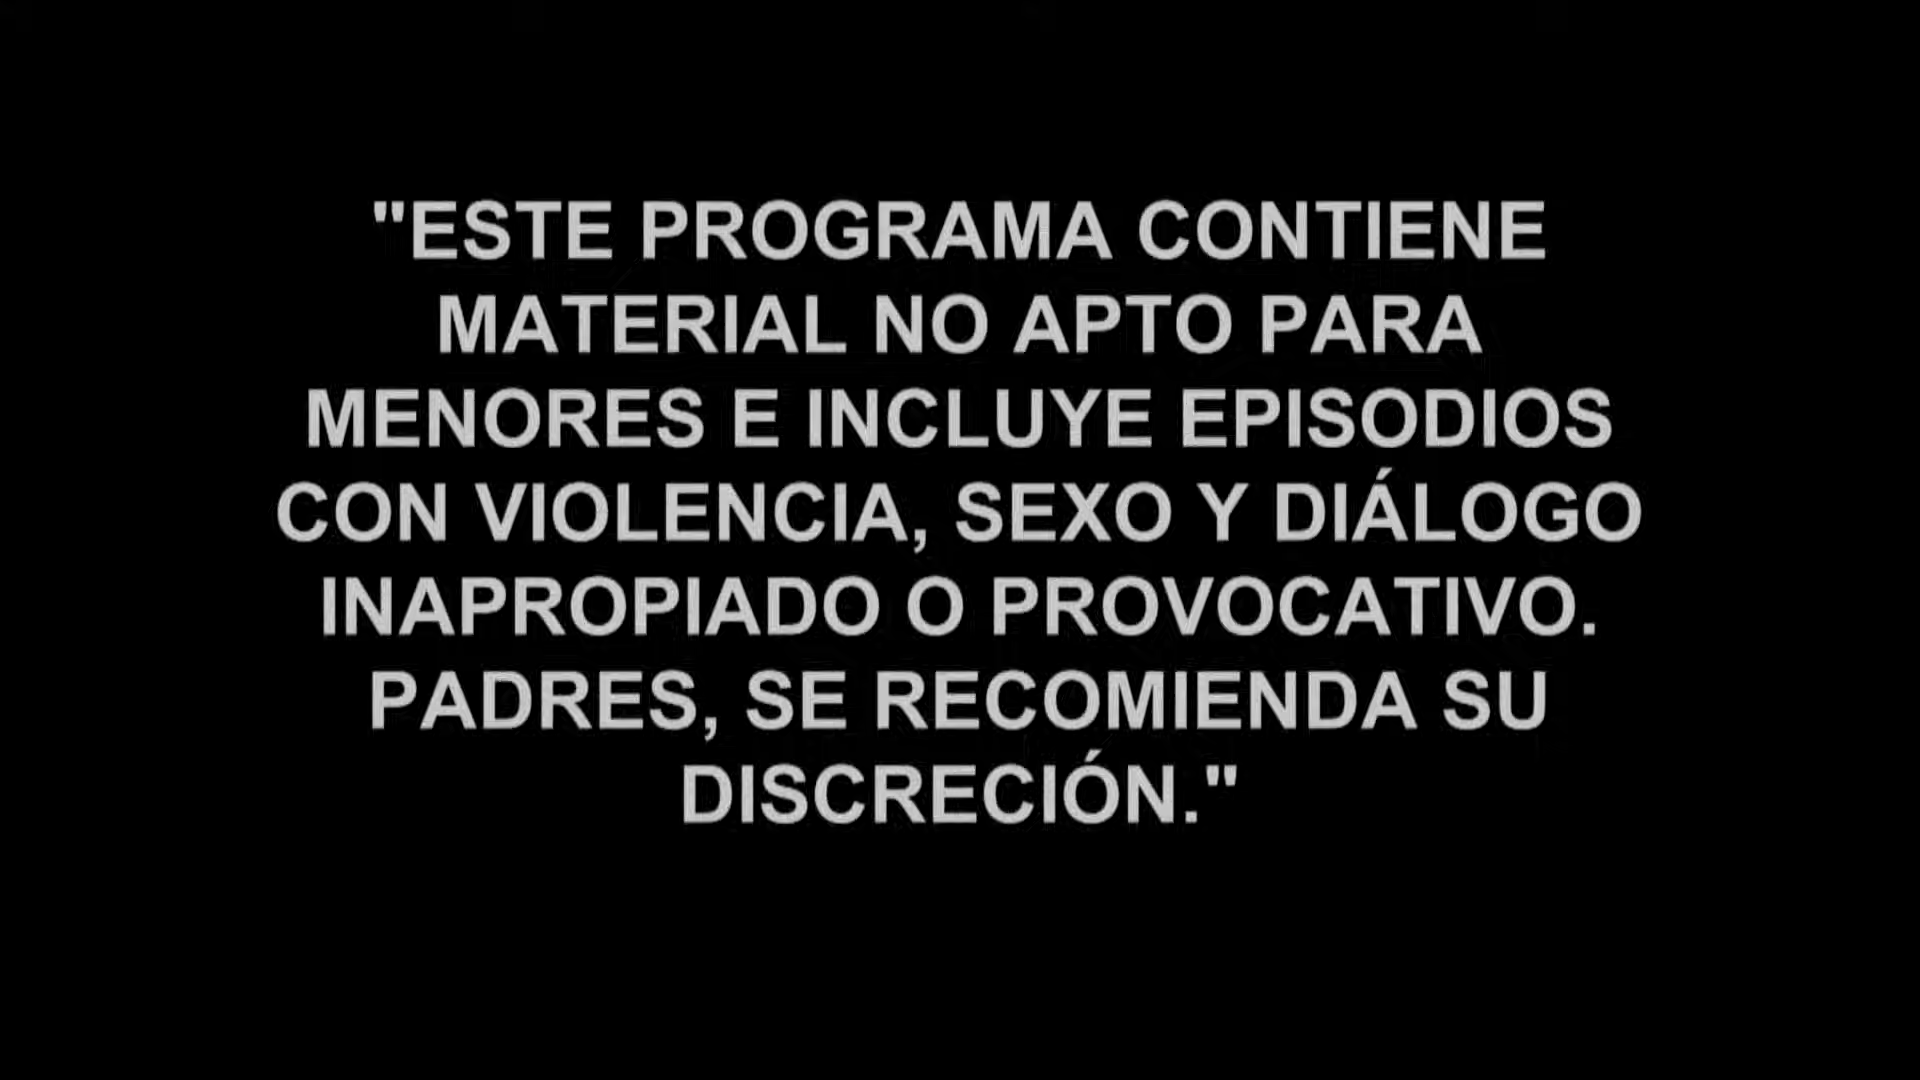 "ESTE PROGRAMA CONTIENE
MATERIAL NO APTO PARA
MENORES E INCLUYE EPISODIOS
CON VIOLENCIA, SEXO Y DIÁLOGO
INAPROPIADO O PROVOCATIVO.
PADRES, SE RECOMIENDA SU
DISCRECIÓN."